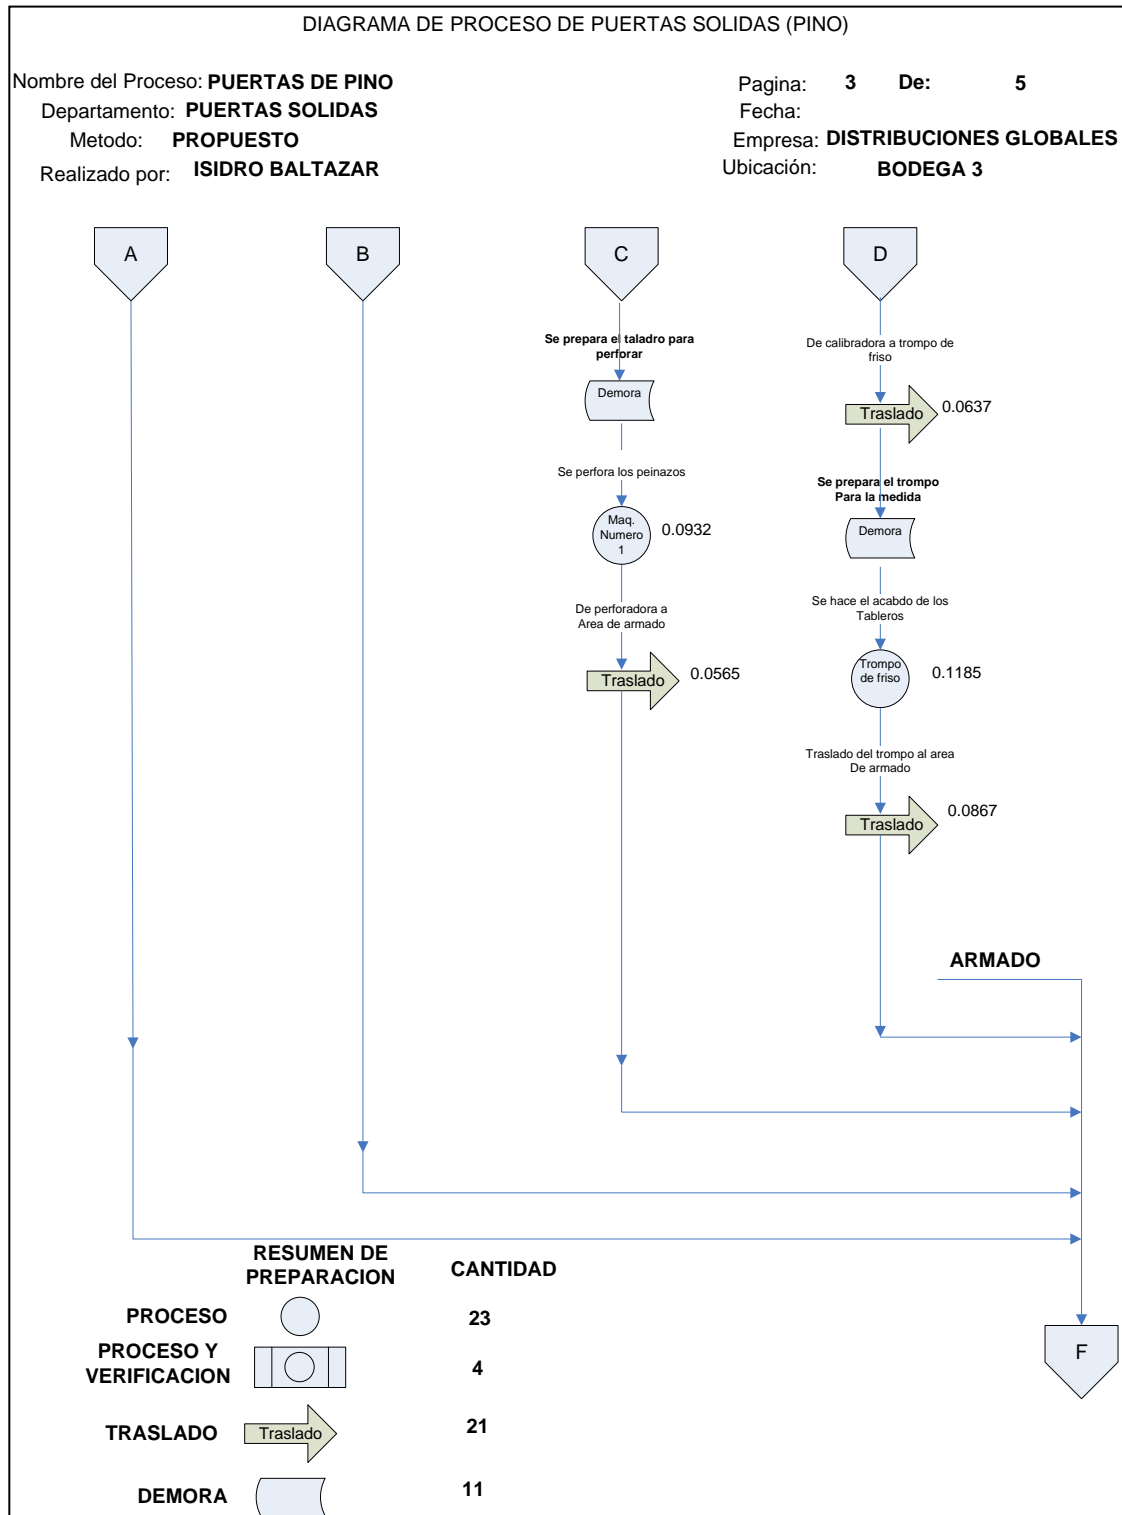 DIAGRAMA DE PROCESO DE PUERTAS SOLIDAS (PINO)
Nombre del Proceso: PUERTAS DE PINO
Departamento: PUERTAS SOLIDAS
Metodo: PROPUESTO
Realizado por: ISIDRO BALTAZAR
Pagina: 3 De: 5
Fecha:
Empresa: DISTRIBUCIONES GLOBALES
Ubicación: BODEGA 3
A
B
C
D
Se prepara el taladro para
perforar
Demora
Se perfora los peinazos
Maq.
Numero
1
0.0932
De perforadora a
Area de armado
Traslado
0.0565
De calibradora a trompo de
friso
Traslado
0.0637
Se prepara el trompo
Para la medida
Demora
Se hace el acabdo de los
Tableros
Trompo
de friso
0.1185
Traslado del trompo al area
De armado
Traslado
0.0867
ARMADO
F
RESUMEN DE
PREPARACION
CANTIDAD
PROCESO
23
PROCESO Y
VERIFICACION
4
TRASLADO
Traslado
21
DEMORA
11